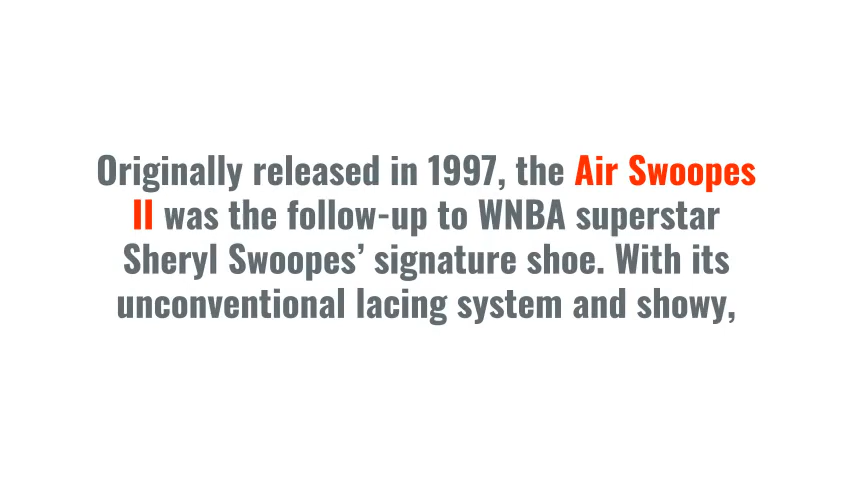 Originally released in 1997, the Air Swoopes
II was the follow-up to WNBA superstar
Sheryl Swoopes’ signature shoe. With its
unconventional lacing system and showy,